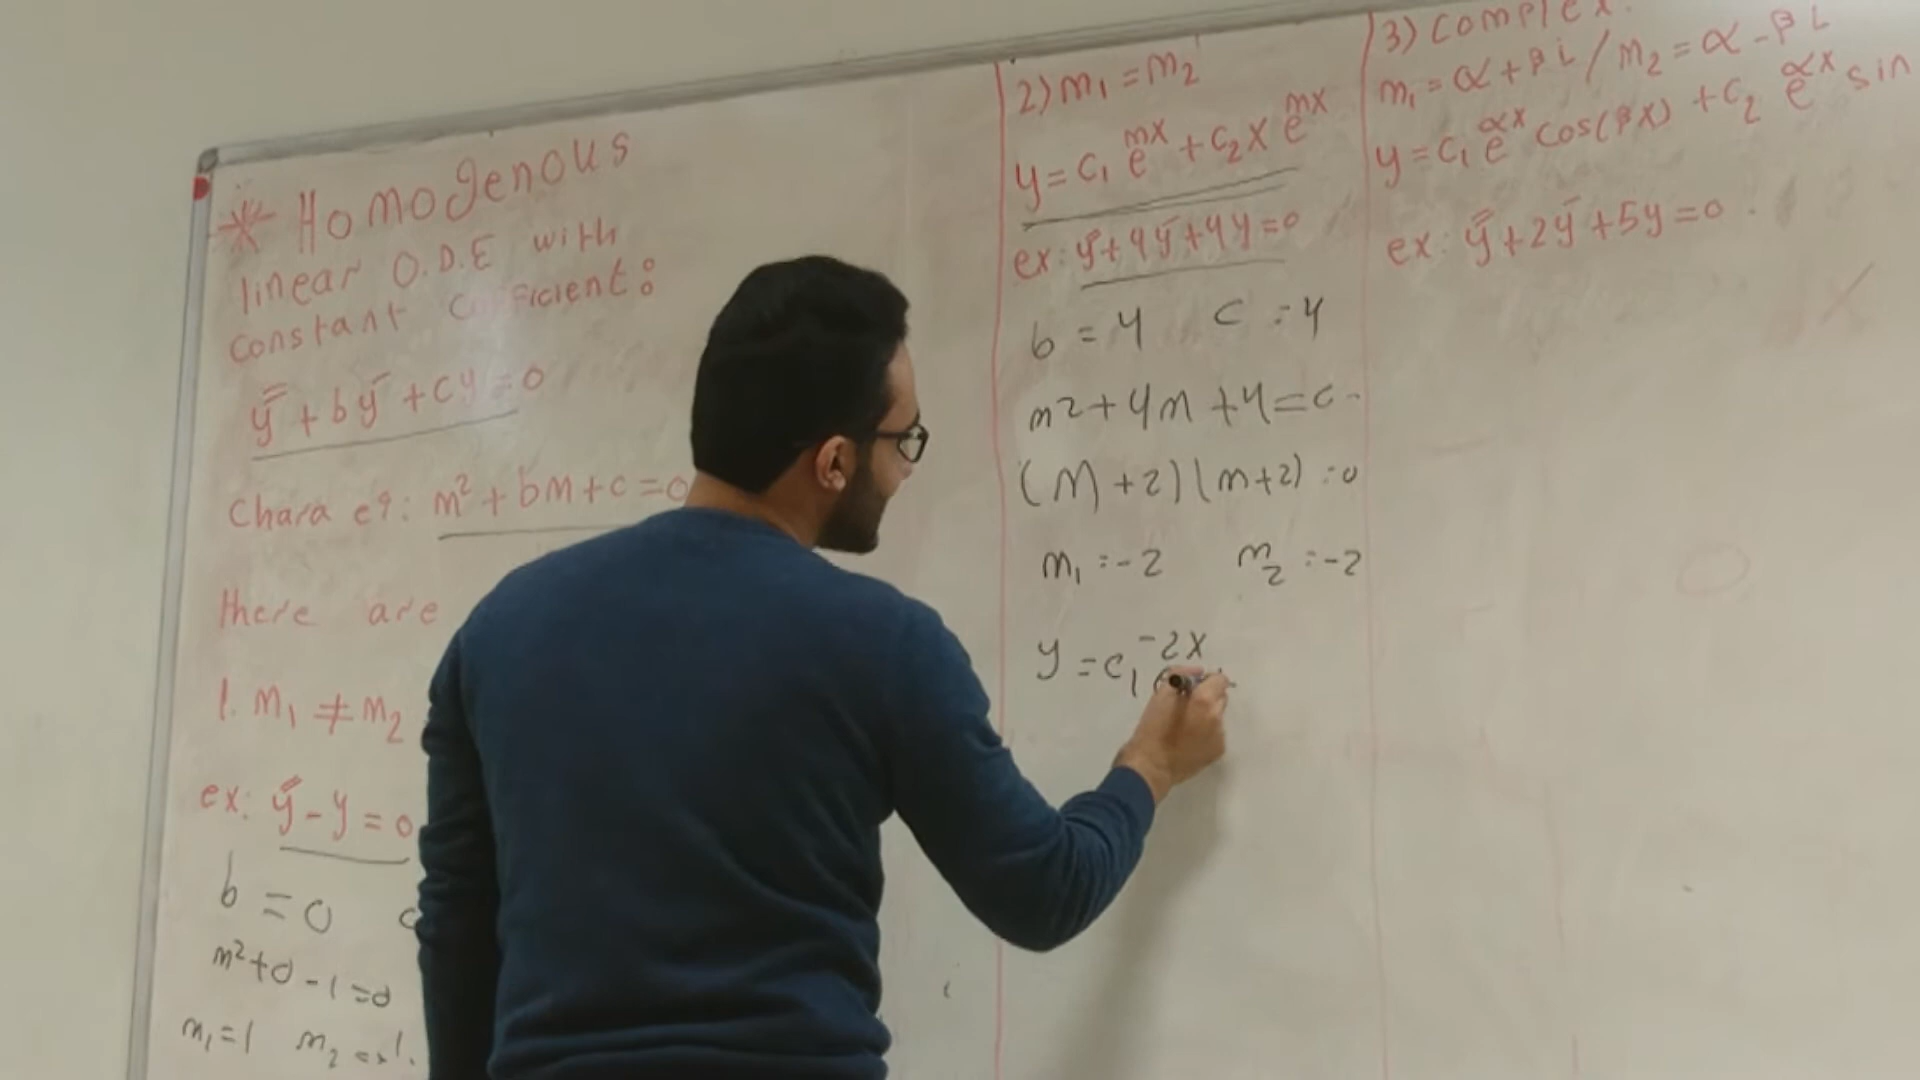 * Homogenous
linear O.D.E with
constant coefficient:
y̿ + by̅ + cy = 0
Chara eq: m² + bm + c = 0
there are
1. m₁ ≠ m₂
ex: y̿ - y = 0
b = 0 c
m² + 0 - 1 = 0
m₁ = 1 m₂ = -1.
2) m₁ = m₂
y = c₁ e^mx + c₂ x e^mx
ex: y̿ + 4y̅ + 4y = 0
b = 4 c = 4
m² + 4m + 4 = 0
(m + 2)(m + 2) = 0
m₁ = -2 m₂ = -2
y = c₁ e^-2x
3) complex.
m₁ = α + βi / m₂ = α - βi
y = c₁ e^αx cos(βx) + c₂ e^αx sin
ex: y̿ + 2y̅ + 5y = 0